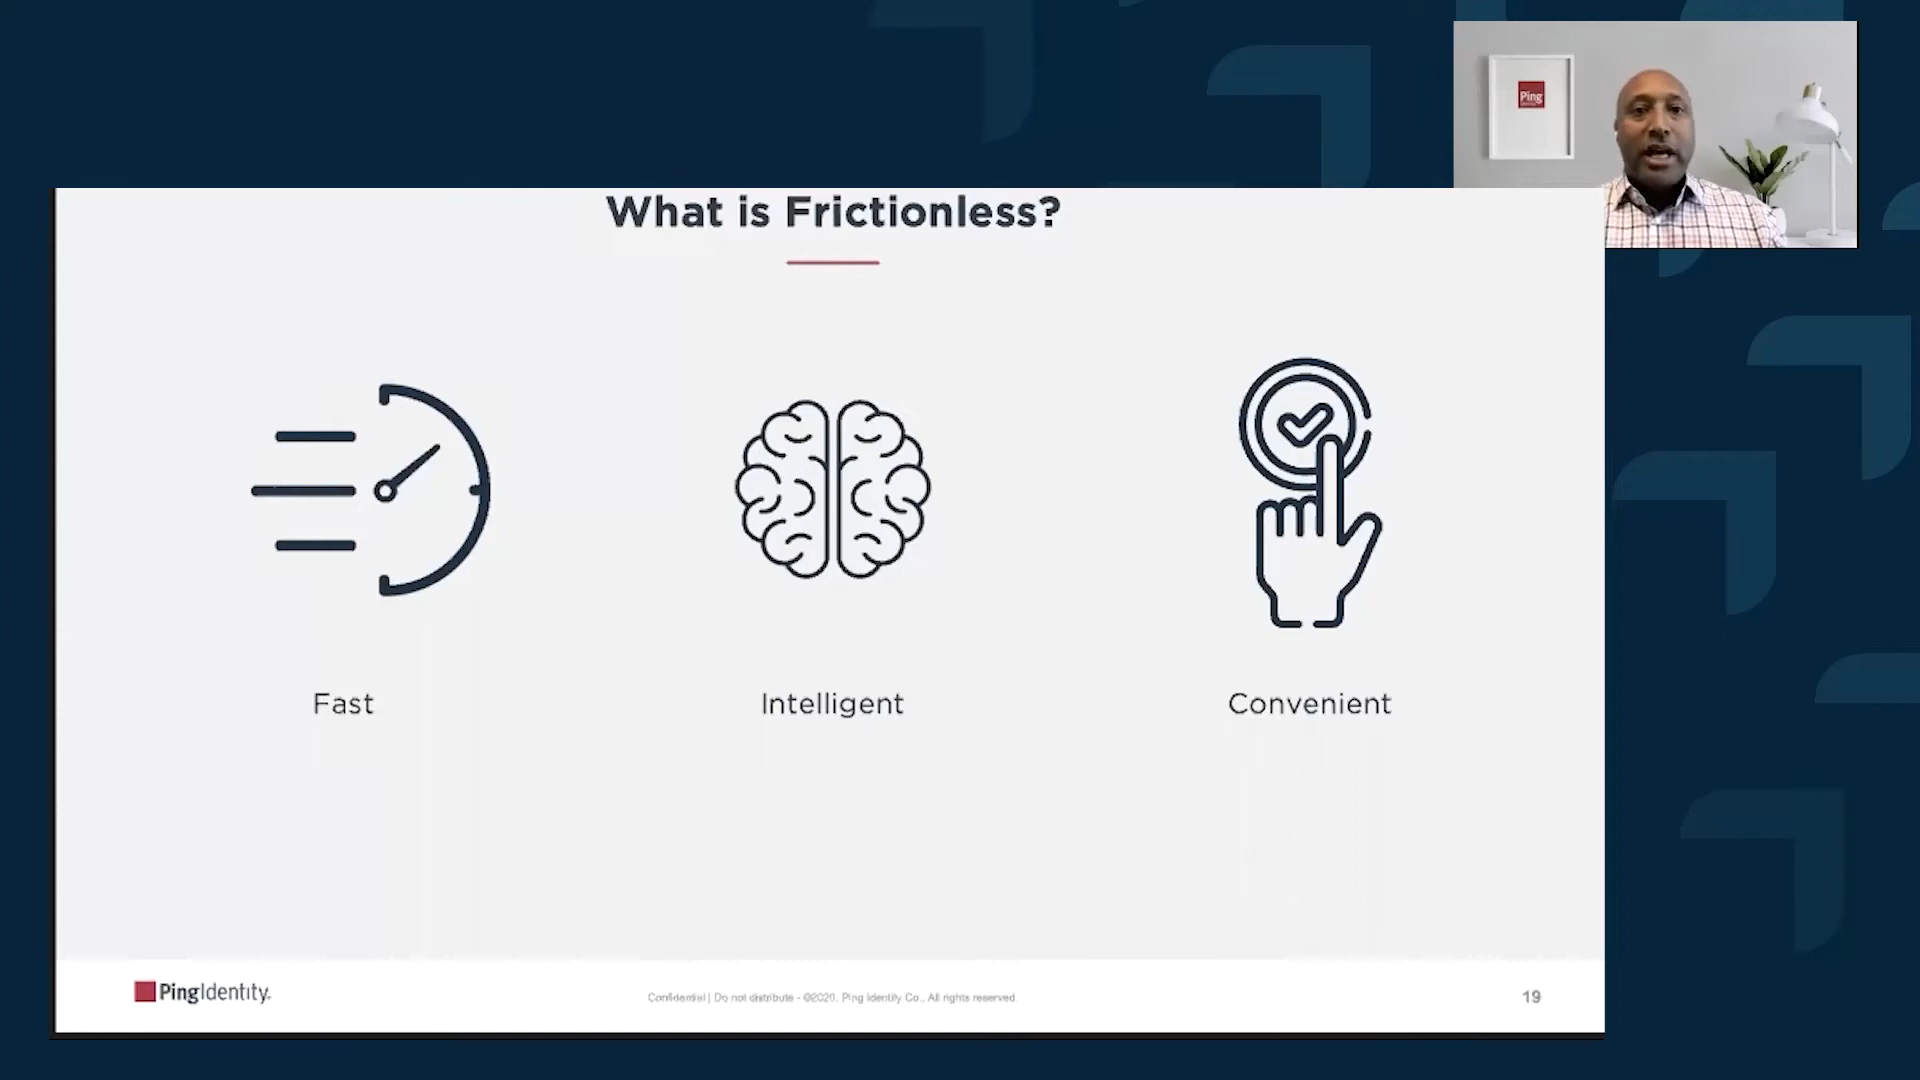 Ping
What is Frictionless?
Fast
Intelligent
Convenient
PingIdentity.
Confidential | Do not distribute - ©2020, Ping Identity Co., All rights reserved.
19